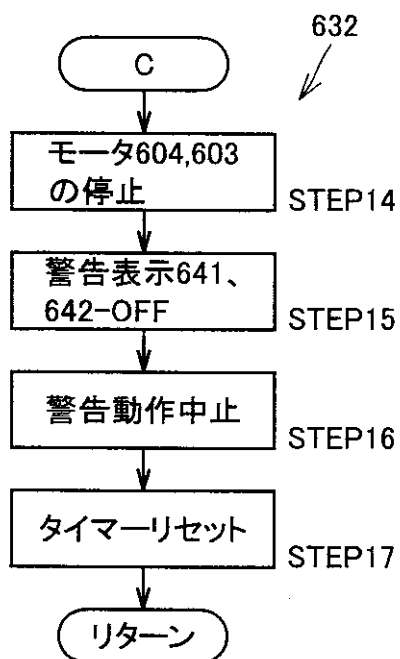 632
C
モータ604,603
の停止
STEP14
警告表示641、
642-OFF
STEP15
警告動作中止
STEP16
タイマーリセット
STEP17
リターン